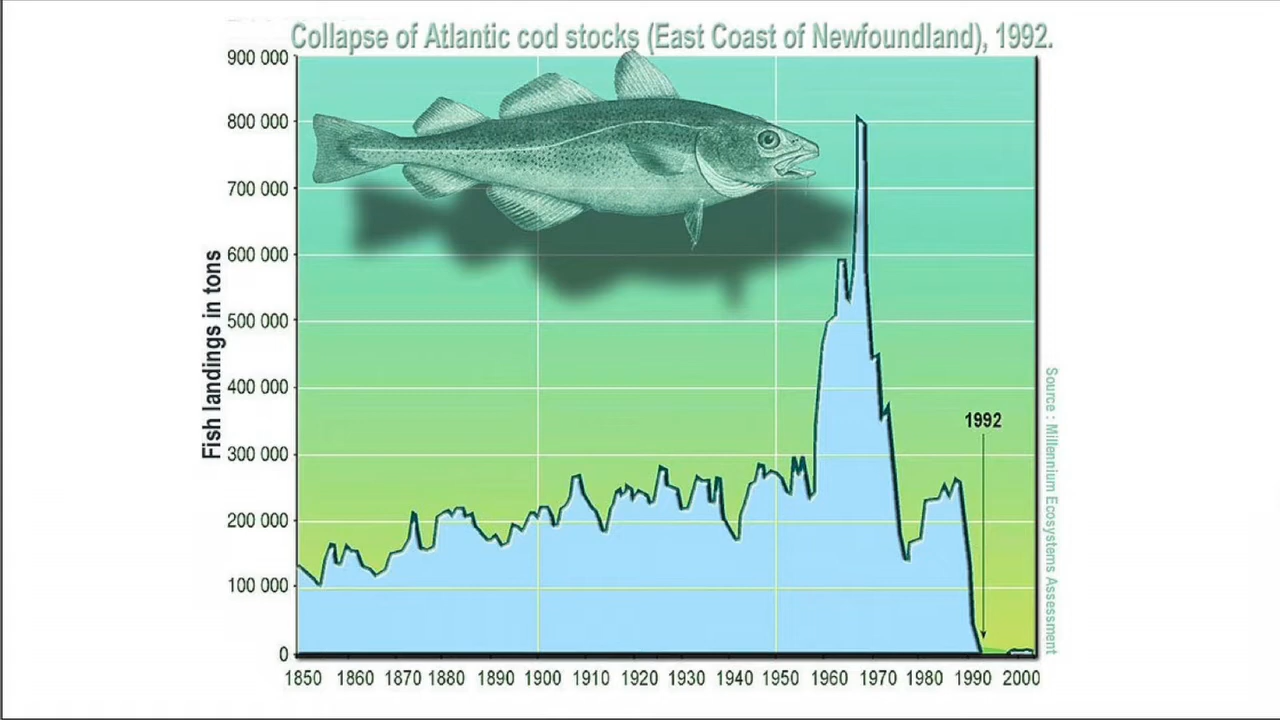 Collapse of Atlantic cod stocks (East Coast of Newfoundland), 1992.
900 000
800 000
700 000
600 000
500 000
400 000
300 000
200 000
100 000
0
Fish landings in tons
1992
Source : Millennium Ecosystems Assessment
1850 1860 1870 1880 1890 1900 1910 1920 1930 1940 1950 1960 1970 1980 1990 2000